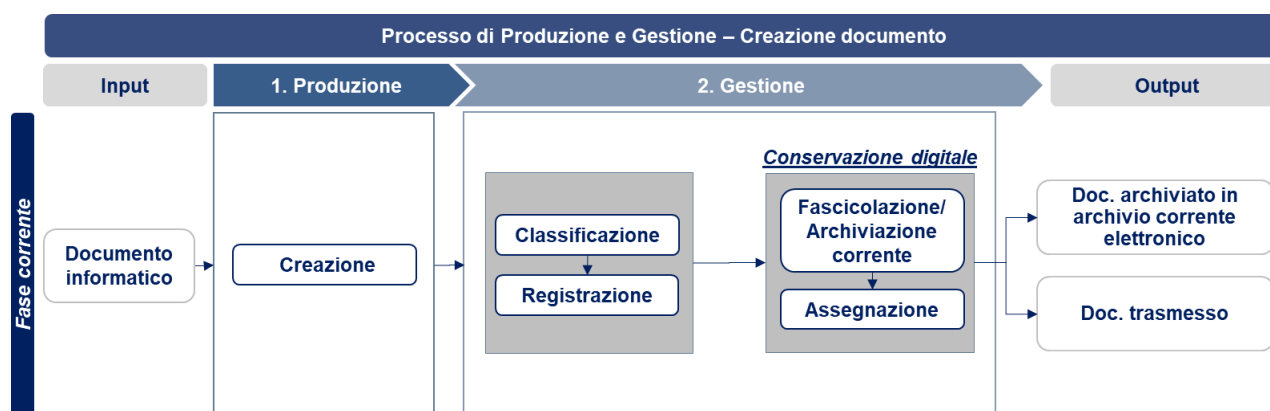 Processo di Produzione e Gestione – Creazione documento
Input
1. Produzione
2. Gestione
Output
Fase corrente
Documento
informatico
Creazione
Classificazione
Registrazione
Conservazione digitale
Fascicolazione/
Archiviazione
corrente
Assegnazione
Doc. archiviato in
archivio corrente
elettronico
Doc. trasmesso